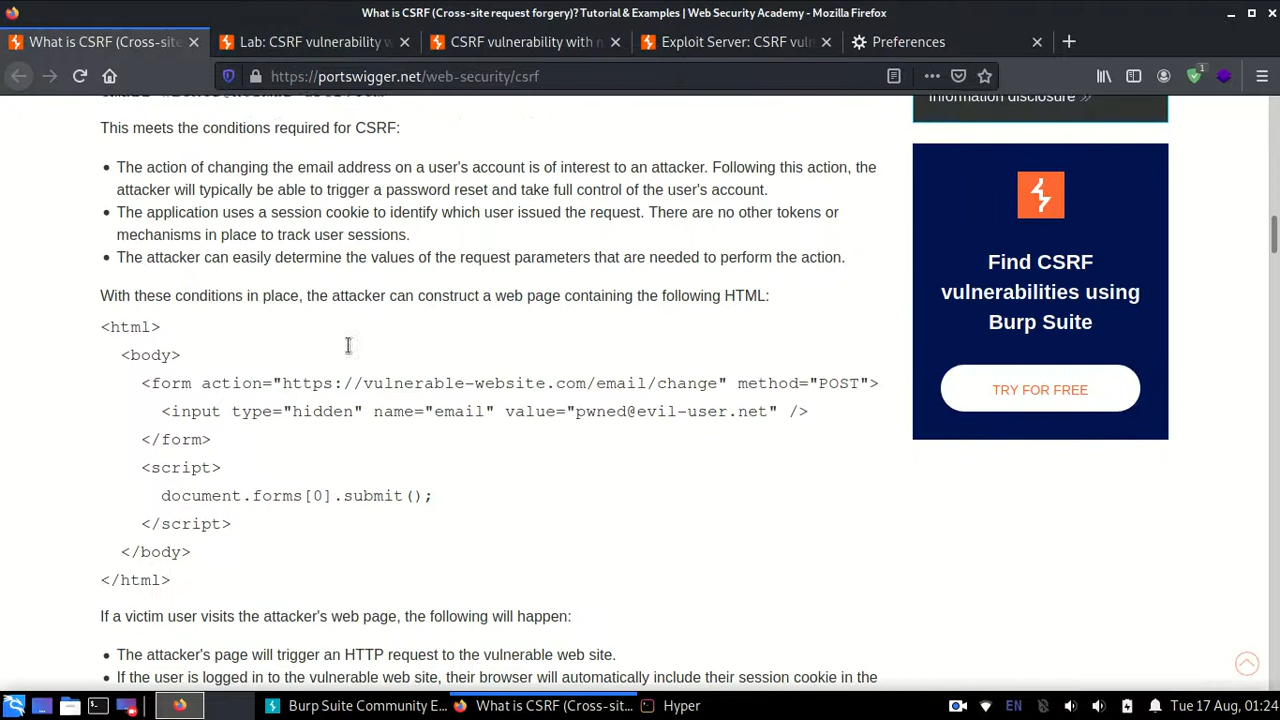 What is CSRF (Cross-site request forgery)? Tutorial & Examples | Web Security Academy - Mozilla Firefox
What is CSRF (Cross-site
Lab: CSRF vulnerability
CSRF vulnerability with
Exploit Server: CSRF
Preferences
https://portswigger.net/web-security/csrf
1
Information disclosure
This meets the conditions required for CSRF:
The action of changing the email address on a user's account is of interest to an attacker. Following this action, the
attacker will typically be able to trigger a password reset and take full control of the user's account.
The application uses a session cookie to identify which user issued the request. There are no other tokens or
mechanisms in place to track user sessions.
The attacker can easily determine the values of the request parameters that are needed to perform the action.
With these conditions in place, the attacker can construct a web page containing the following HTML:
<html>
<body>
<form action="https://vulnerable-website.com/email/change" method="POST">
<input type="hidden" name="email" value="pwned@evil-user.net" />
</form>
<script>
document.forms[0].submit();
</script>
</body>
</html>
If a victim user visits the attacker's web page, the following will happen:
The attacker's page will trigger an HTTP request to the vulnerable web site.
If the user is logged in to the vulnerable web site, their browser will automatically include their session cookie in the
Find CSRF
vulnerabilities using
Burp Suite
TRY FOR FREE
Burp Suite Community E...
What is CSRF (Cross-sit...
Hyper
EN
Tue 17 Aug, 01:24